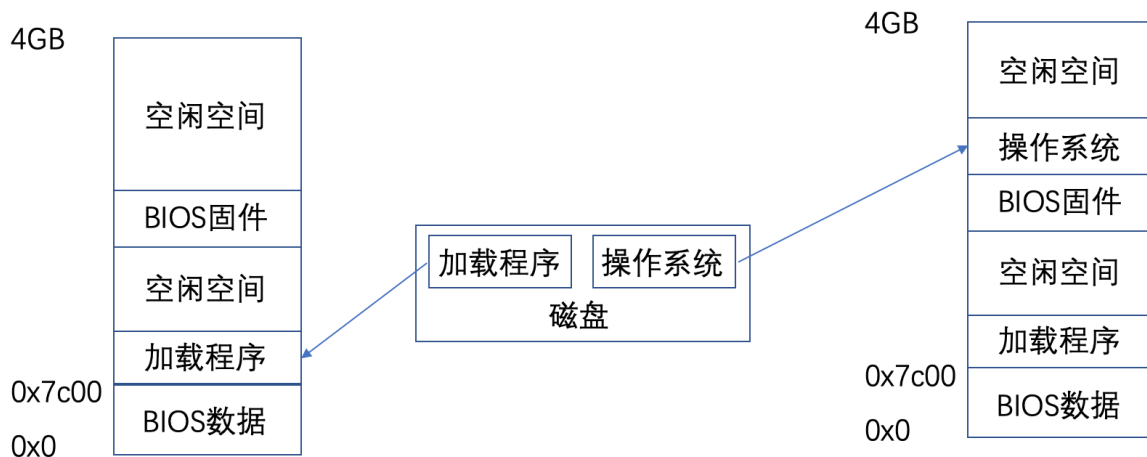 4GB
空闲空间
BIOS固件
空闲空间
加载程序
0x7c00
BIOS数据
0x0
加载程序
操作系统
磁盘
4GB
空闲空间
操作系统
BIOS固件
空闲空间
加载程序
0x7c00
BIOS数据
0x0